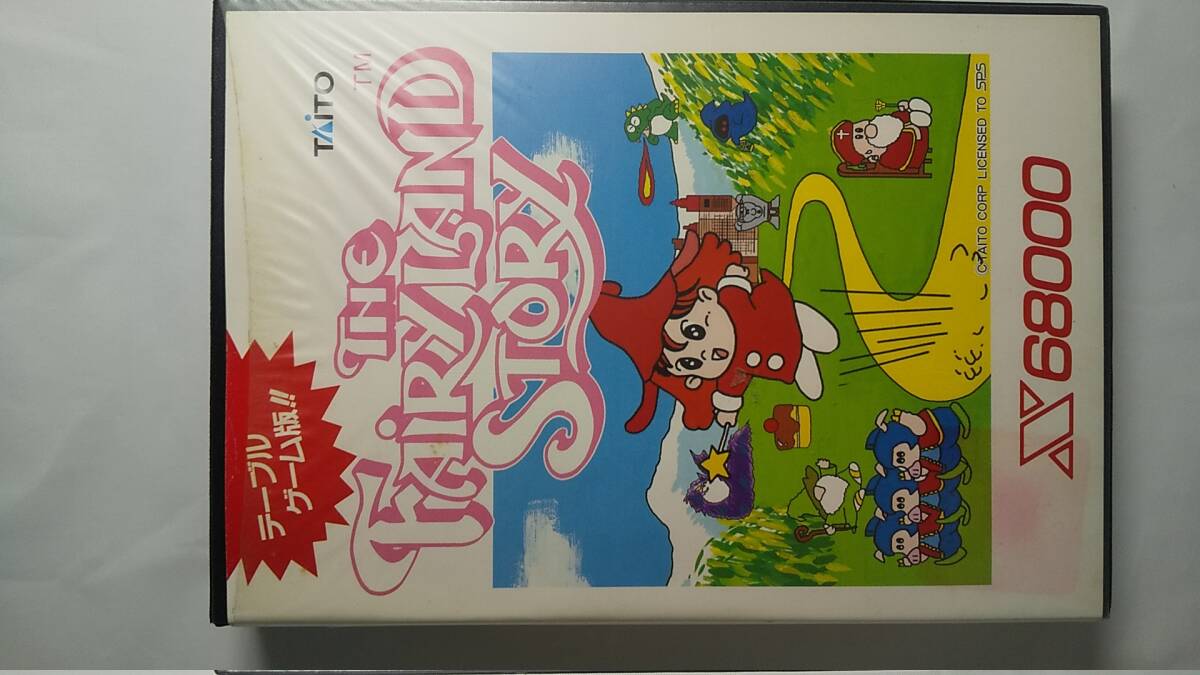 テーブル
ゲーム版!!
TAITO
THE
FAIRYLAND TM
STORY
©TAITO CORP LICENSED TO SPS
X68000